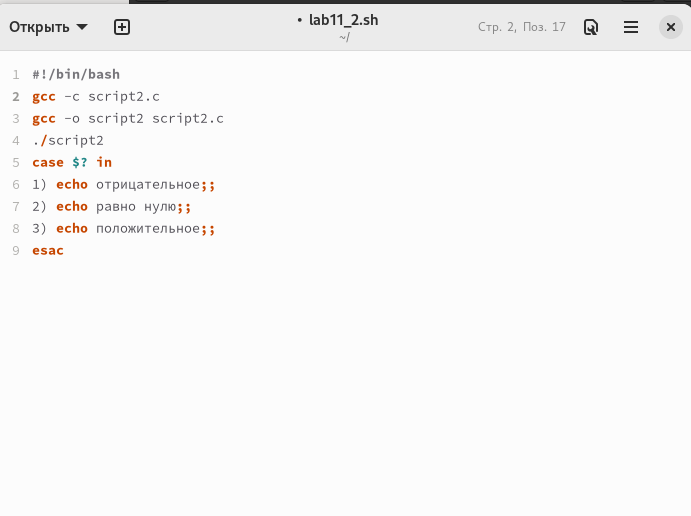 Открыть
• lab11_2.sh
~/
Стр. 2, Поз. 17
1 #!/bin/bash
2 gcc -c script2.c
3 gcc -o script2 script2.c
4 ./script2
5 case $? in
6 1) echo отрицательное;;
7 2) echo равно нулю;;
8 3) echo положительное;;
9 esac